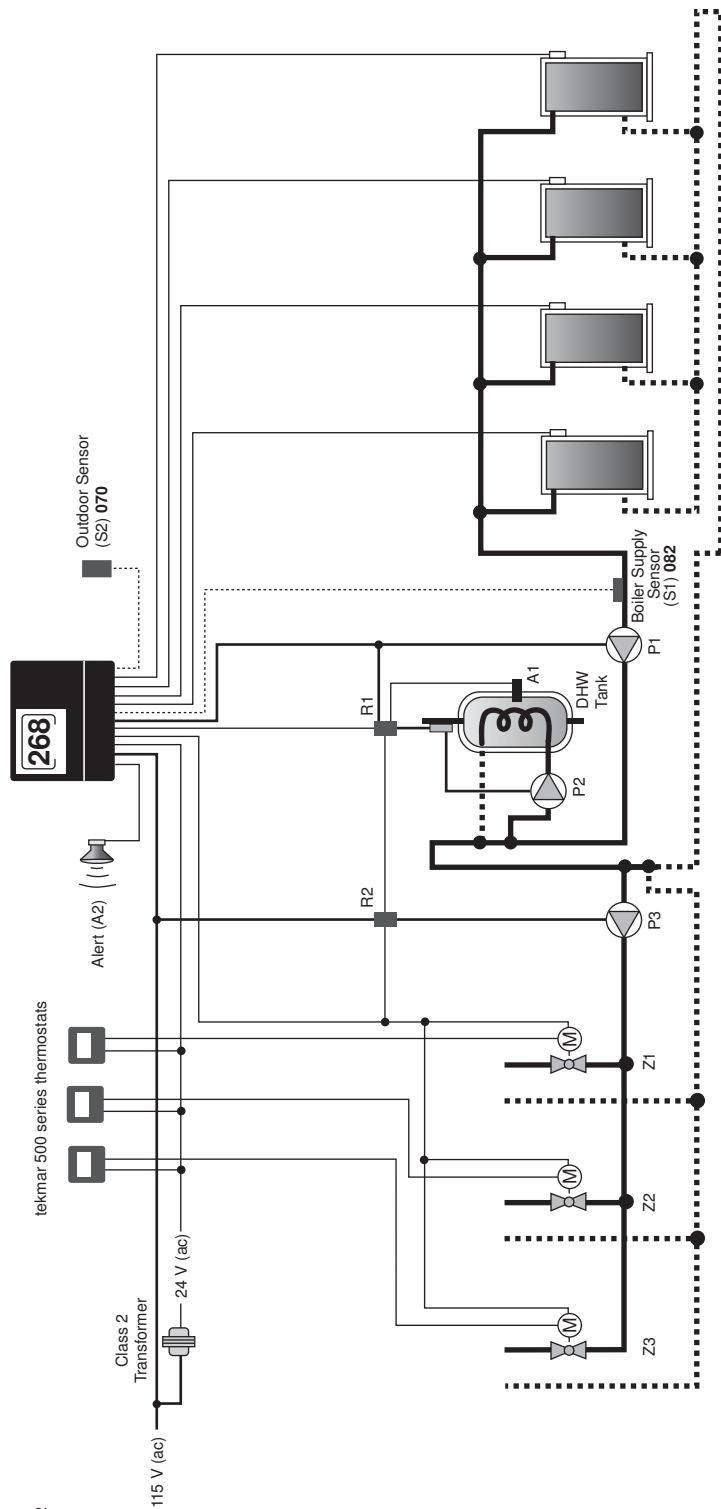 115 V (ac)
Class 2
Transformer
24 V (ac)
tekmar 500 series thermostats
Alert (A2)
268
Outdoor Sensor
(S2) 070
R2
R1
A1
DHW
Tank
P2
Boiler Supply
Sensor
(S1) 082
P1
P3
M
M
M
Z3
Z2
Z1